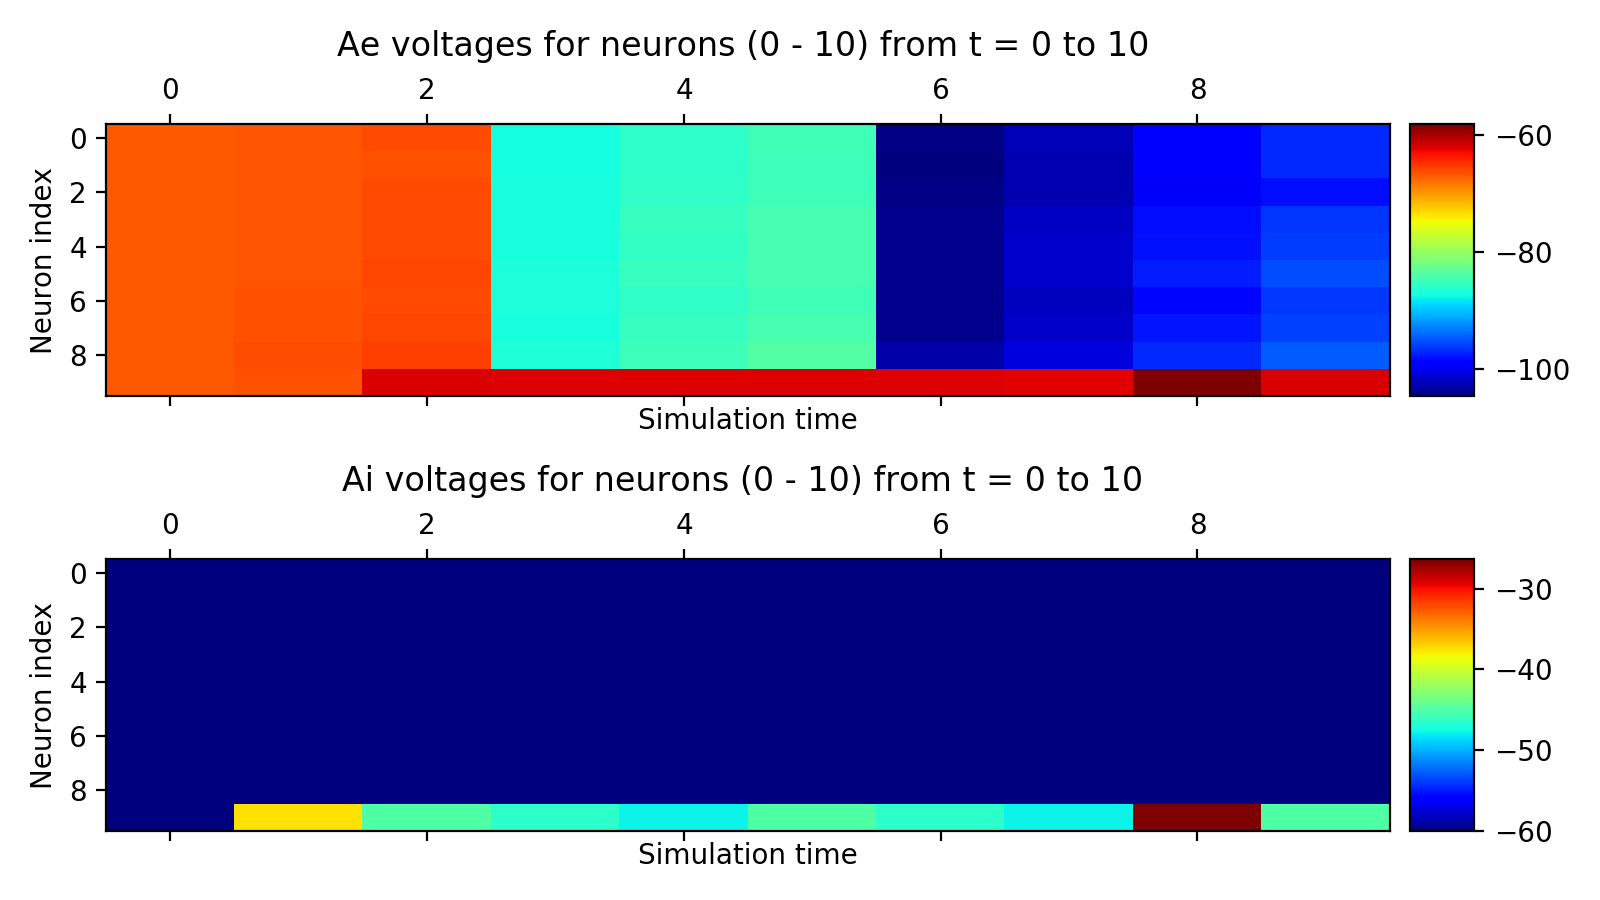 Ae voltages for neurons (0 - 10) from t = 0 to 10
0 2 4 6 8
Neuron index
0
2
4
6
8
Simulation time
−60
−80
−100
Ai voltages for neurons (0 - 10) from t = 0 to 10
0 2 4 6 8
Neuron index
0
2
4
6
8
Simulation time
−30
−40
−50
−60